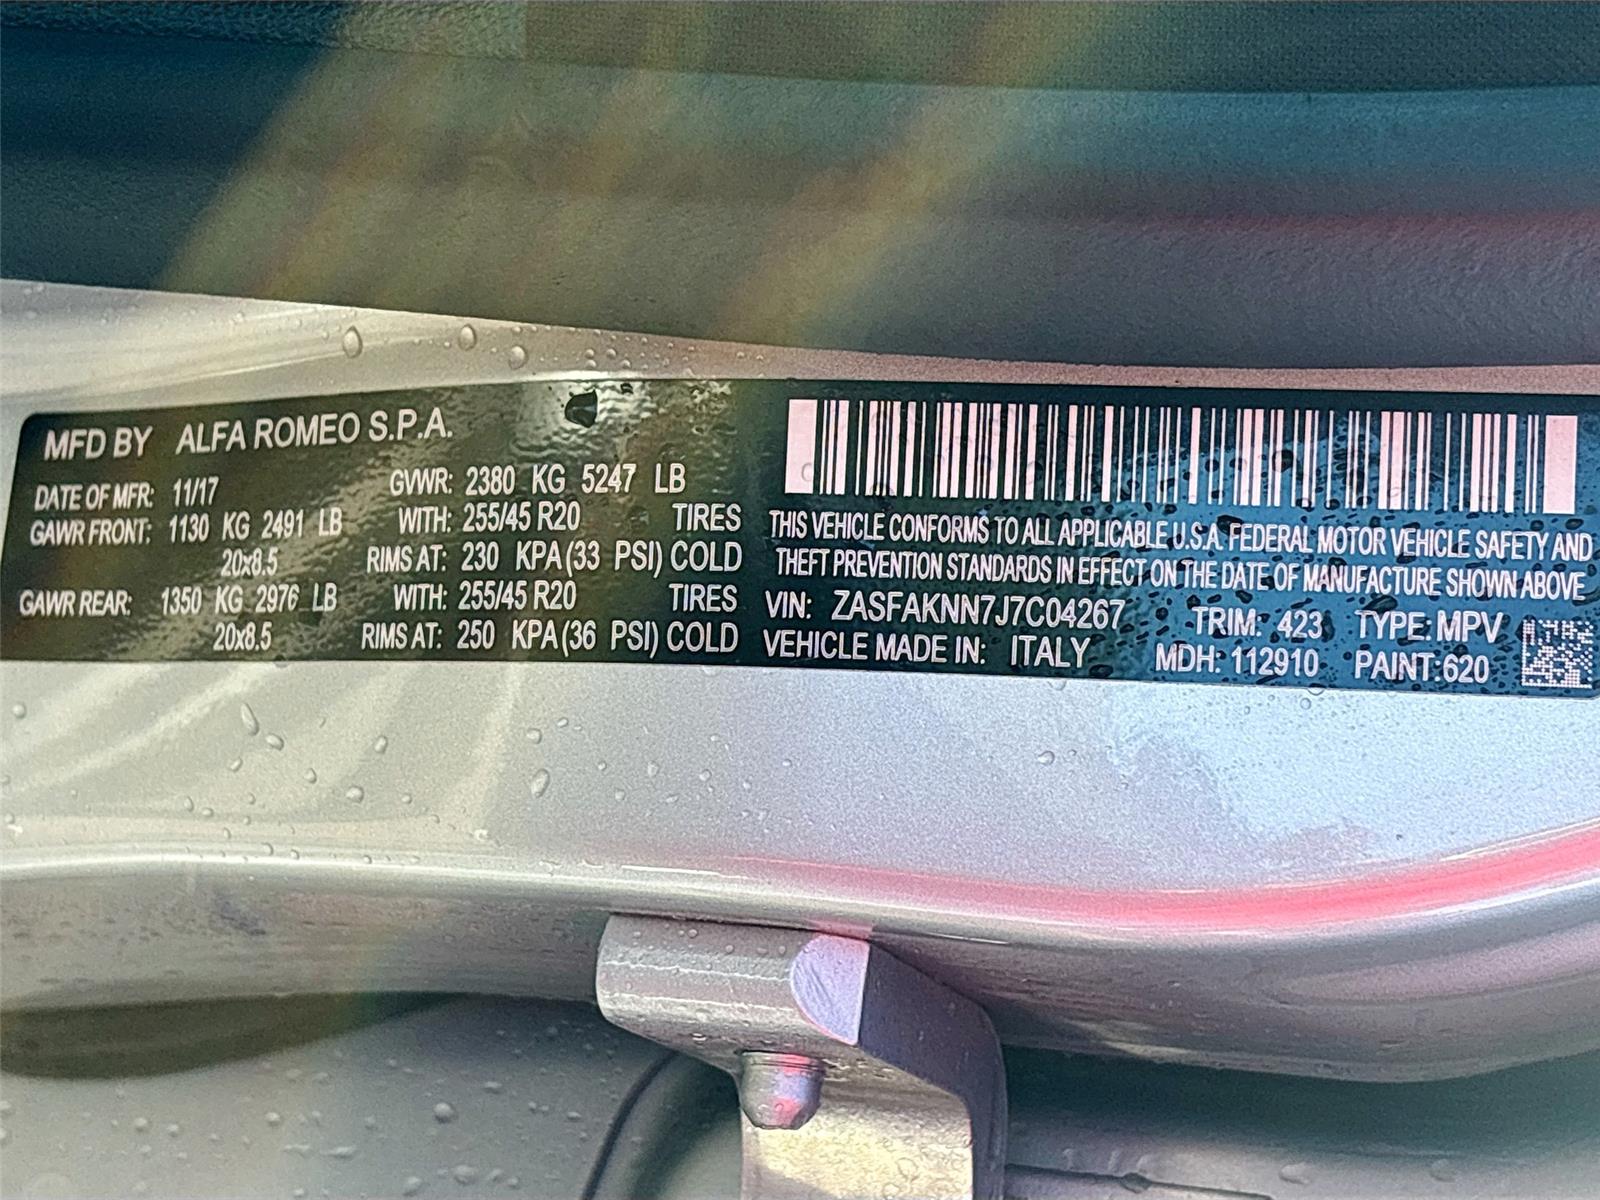 MFD BY ALFA ROMEO S.P.A.
DATE OF MFR: 11/17 GVWR: 2380 KG 5247 LB
GAWR FRONT: 1130 KG 2491 LB WITH: 255/45 R20 TIRES
20x8.5 RIMS AT: 230 KPA (33 PSI) COLD
GAWR REAR: 1350 KG 2976 LB WITH: 255/45 R20 TIRES
20x8.5 RIMS AT: 250 KPA (36 PSI) COLD
THIS VEHICLE CONFORMS TO ALL APPLICABLE U.S.A. FEDERAL MOTOR VEHICLE SAFETY AND
THEFT PREVENTION STANDARDS IN EFFECT ON THE DATE OF MANUFACTURE SHOWN ABOVE
VIN: ZASFAKNN7J7C04267 TRIM: 423 TYPE: MPV
VEHICLE MADE IN: ITALY MDH: 112910 PAINT: 620